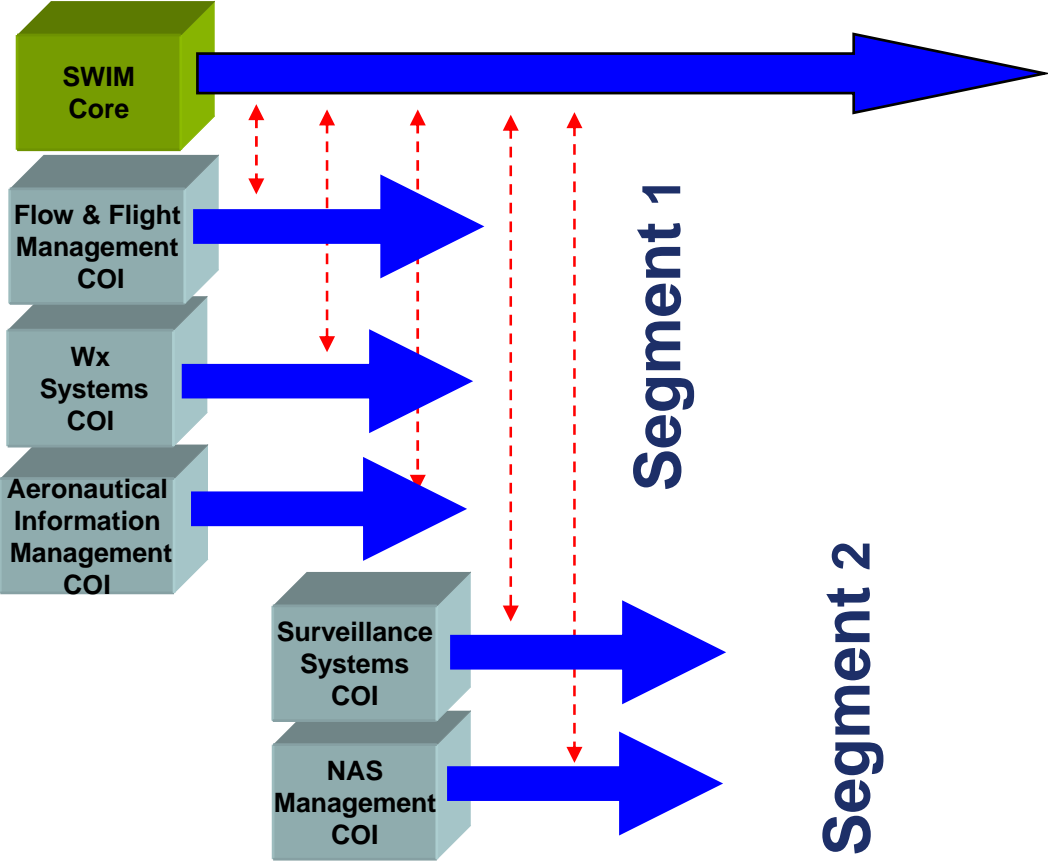 SWIM
Core
Flow & Flight
Management
COI
Wx
Systems
COI
Aeronautical
Information
Management
COI
Surveillance
Systems
COI
NAS
Management
COI
Segment 1
Segment 2